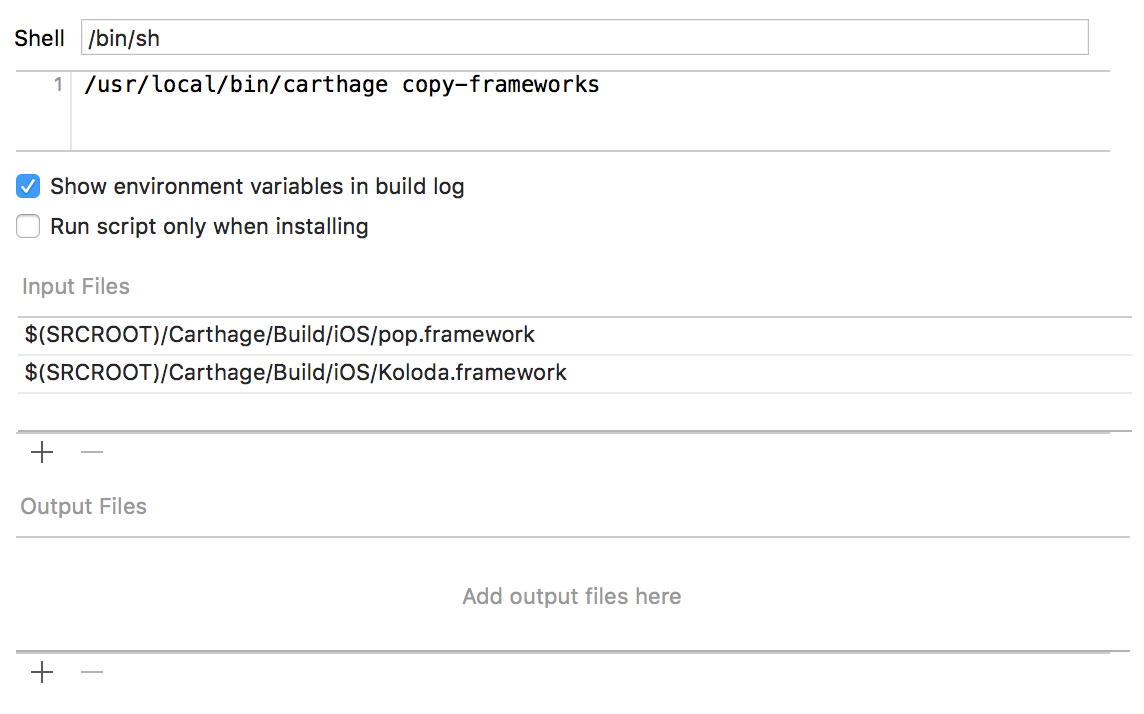 Shell /bin/sh
1 /usr/local/bin/carthage copy-frameworks
Show environment variables in build log
Run script only when installing
Input Files
$(SRCROOT)/Carthage/Build/iOS/pop.framework
$(SRCROOT)/Carthage/Build/iOS/Koloda.framework
Output Files
Add output files here